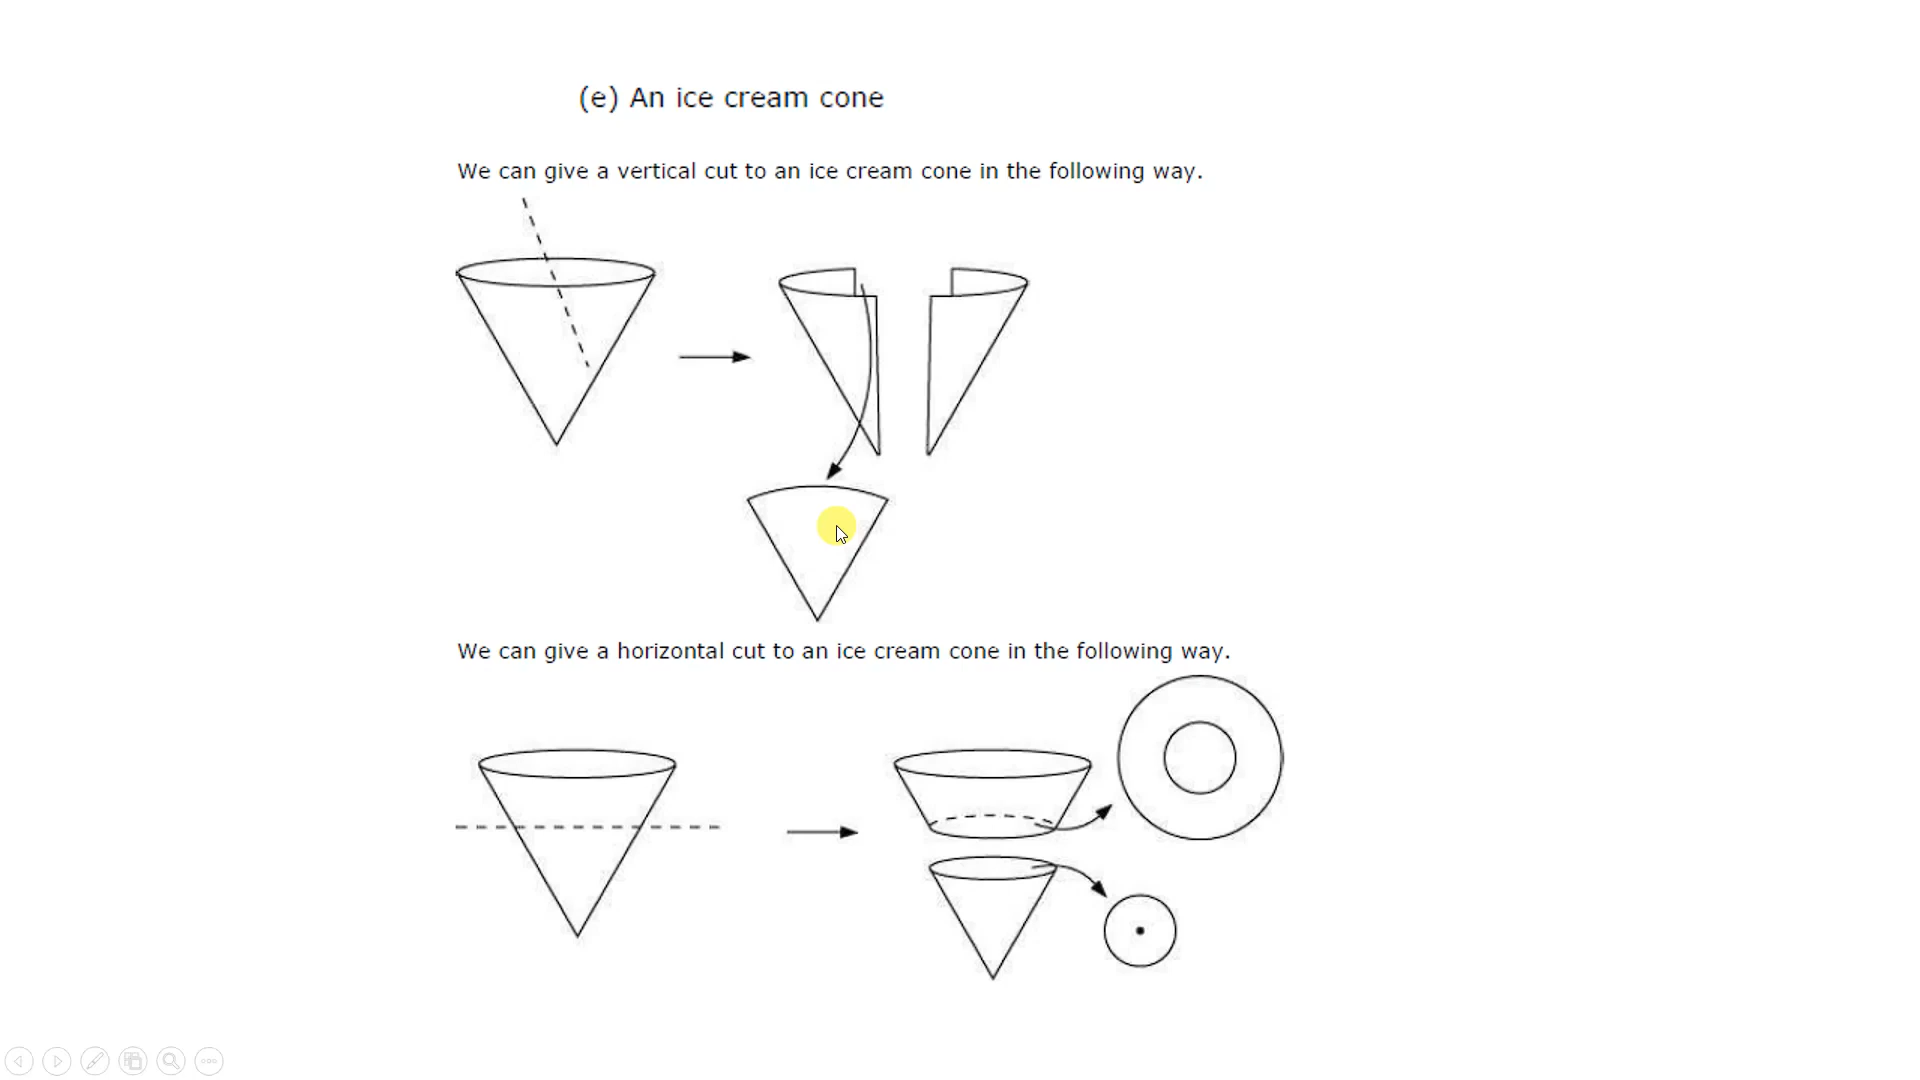 (e) An ice cream cone
We can give a vertical cut to an ice cream cone in the following way.
We can give a horizontal cut to an ice cream cone in the following way.